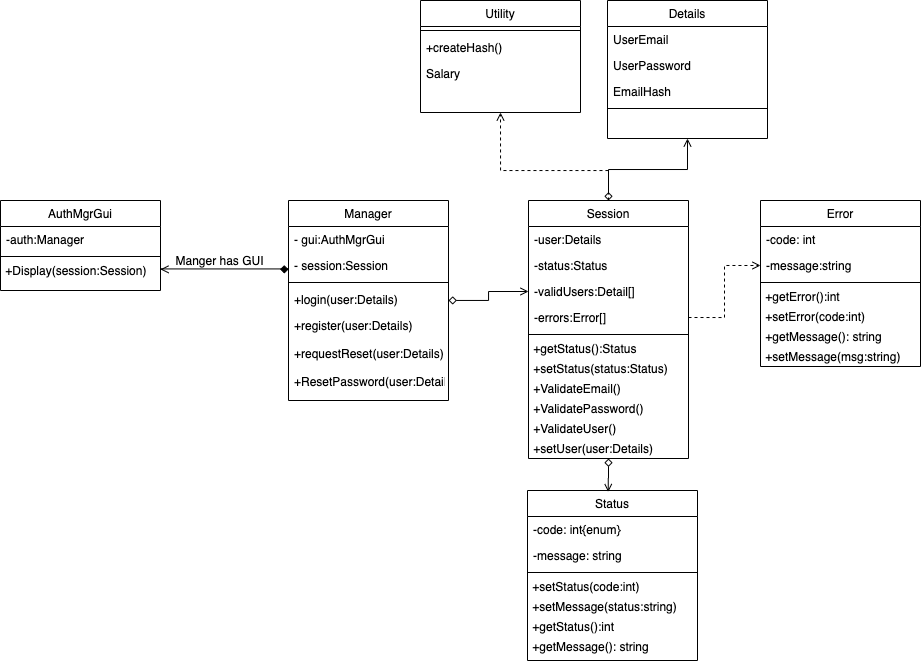 Utility
+createHash()
Salary
Details
UserEmail
UserPassword
EmailHash
AuthMgrGui
-auth:Manager
+Display(session:Session)
Manger has GUI
Manager
- gui:AuthMgrGui
- session:Session
+login(user:Details)
+register(user:Details)
+requestReset(user:Details)
+ResetPassword(user:Detai
Session
-user:Details
-status:Status
-validUsers:Detail[]
-errors:Error[]
+getStatus():Status
+setStatus(status:Status)
+ValidateEmail()
+ValidatePassword()
+ValidateUser()
+setUser(user:Details)
Error
-code: int
-message:string
+getError():int
+setError(code:int)
+getMessage(): string
+setMessage(msg:string)
Status
-code: int{enum}
-message: string
+setStatus(code:int)
+setMessage(status:string)
+getStatus():int
+getMessage(): string